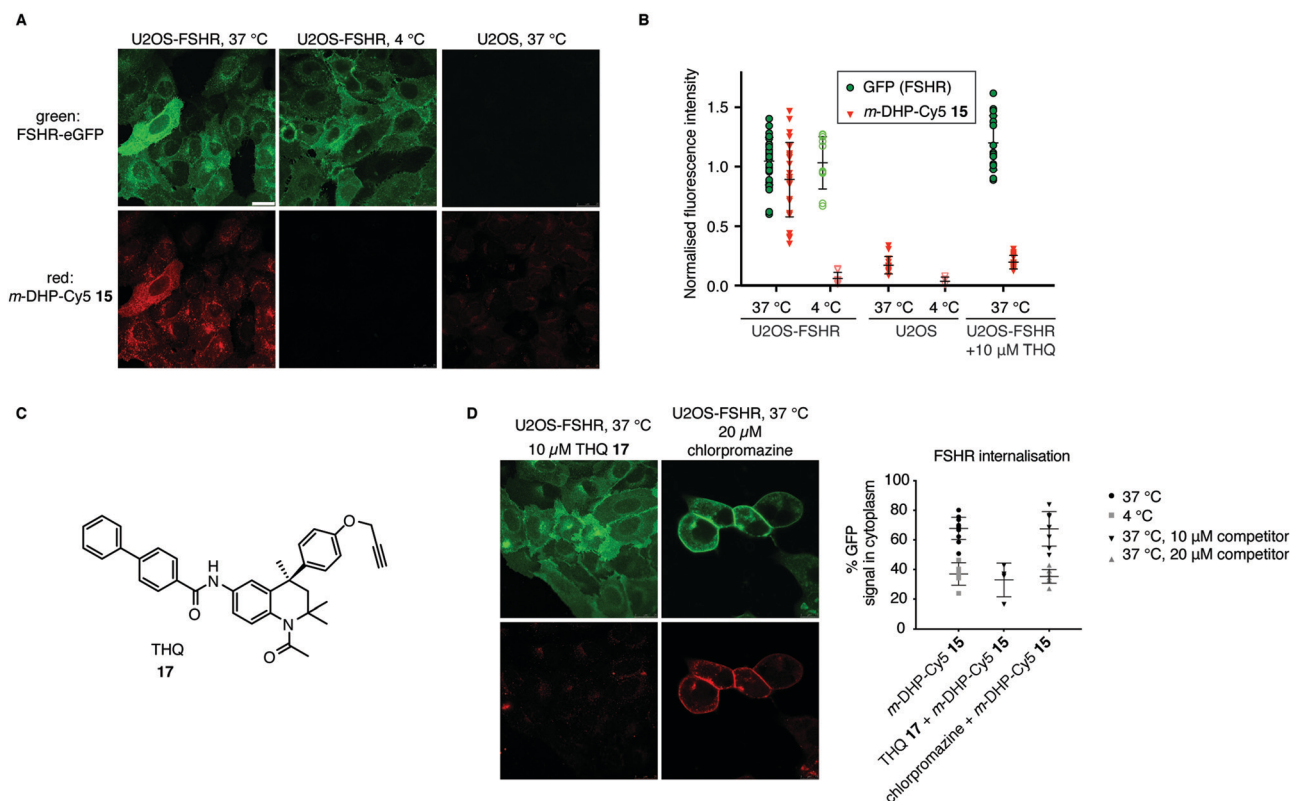 A
U2OS-FSHR, 37 °C
U2OS-FSHR, 4 °C
U2OS, 37 °C
green:
FSHR-eGFP
red:
m-DHP-Cy5 15
B
GFP (FSHR)
m-DHP-Cy5 15
Normalised fluorescence intensity
1.5
1.0
0.5
0.0
37 °C
4 °C
37 °C
4 °C
37 °C
U2OS-FSHR
U2OS
U2OS-FSHR
+10 µM THQ
C
O
H
N
O
N
O
THQ
17
D
U2OS-FSHR, 37 °C
10 µM THQ 17
U2OS-FSHR, 37 °C
20 µM
chlorpromazine
FSHR internalisation
% GFP
signal in cytoplasm
100
80
60
40
20
0
m-DHP-Cy5 15
THQ 17 + m-DHP-Cy5 15
chlorpromazine + m-DHP-Cy5 15
37 °C
4 °C
37 °C, 10 µM competitor
37 °C, 20 µM competitor